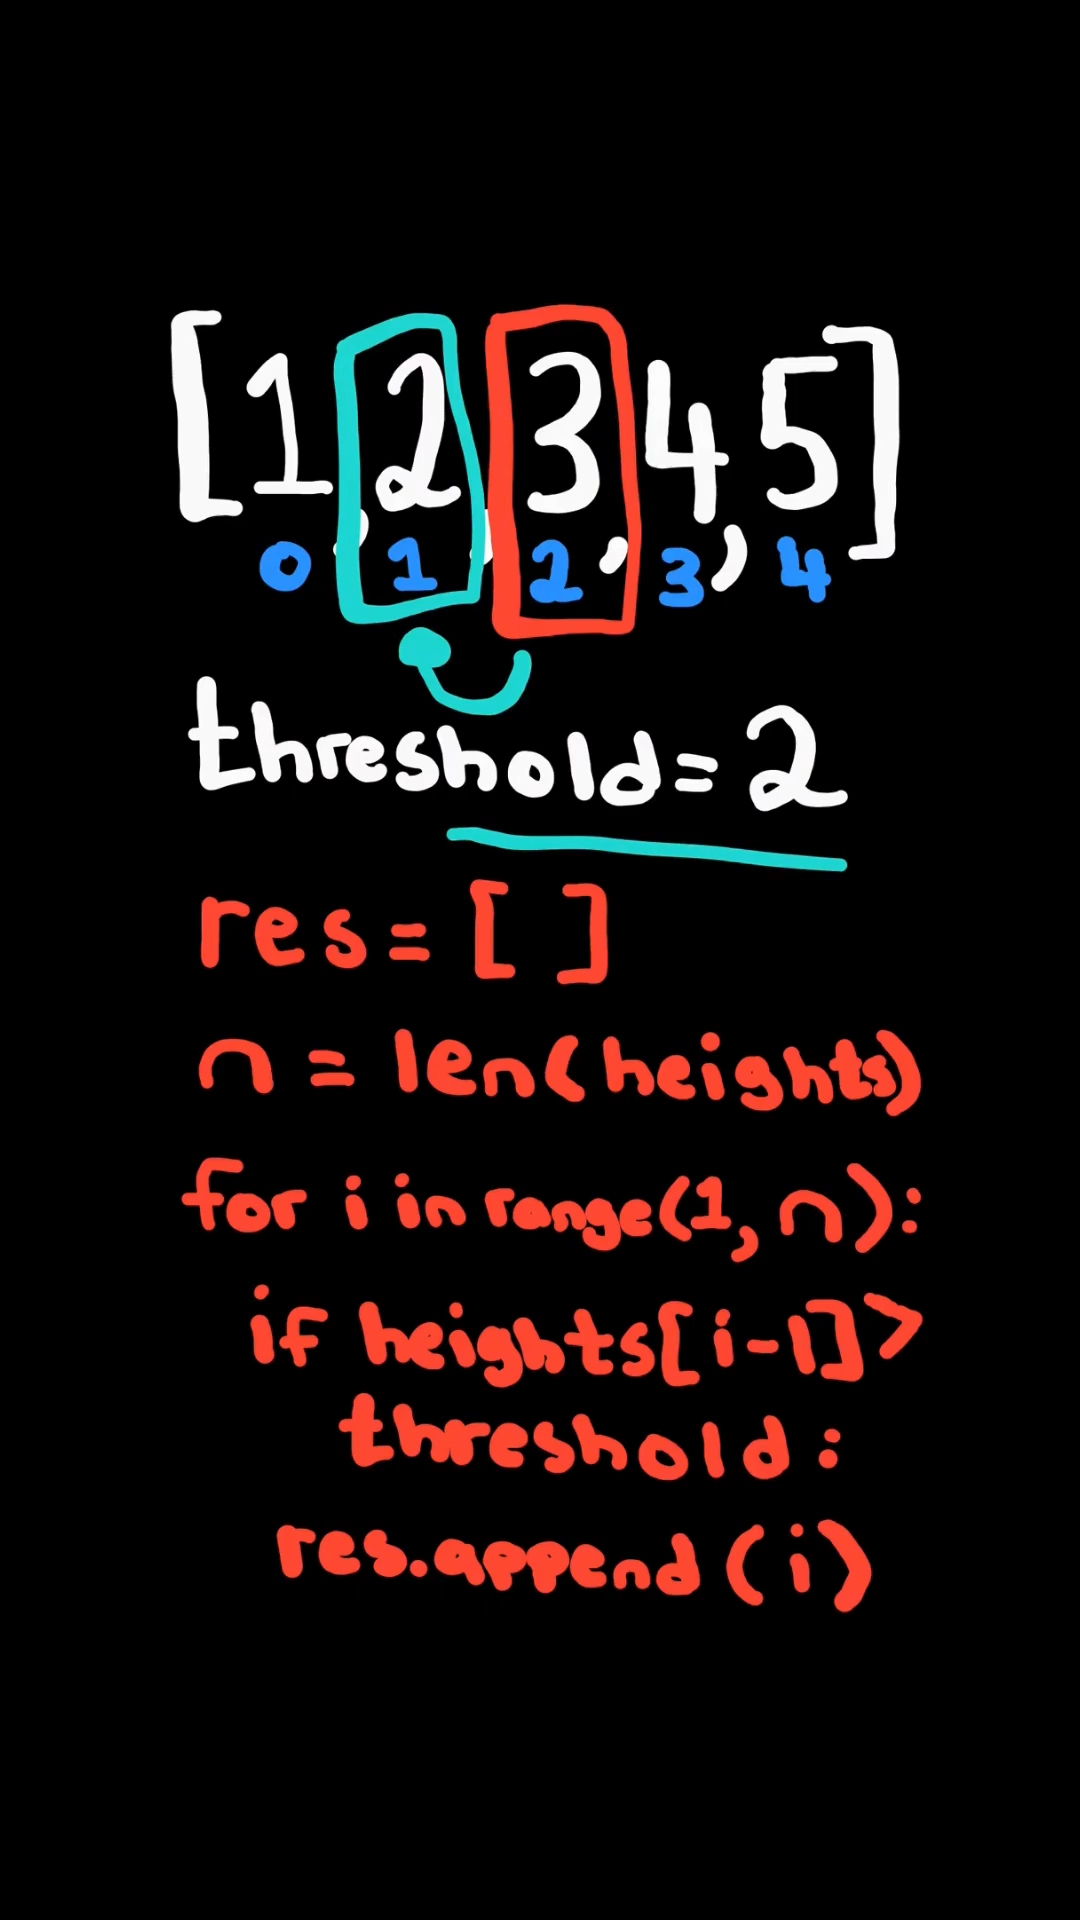 [1, 2, 3, 4, 5]
0 1 2 3 4
threshold = 2
res = [ ]
n = len(heights)
for i in range(1, n):
if heights[i-1] >
threshold:
res.append(i)